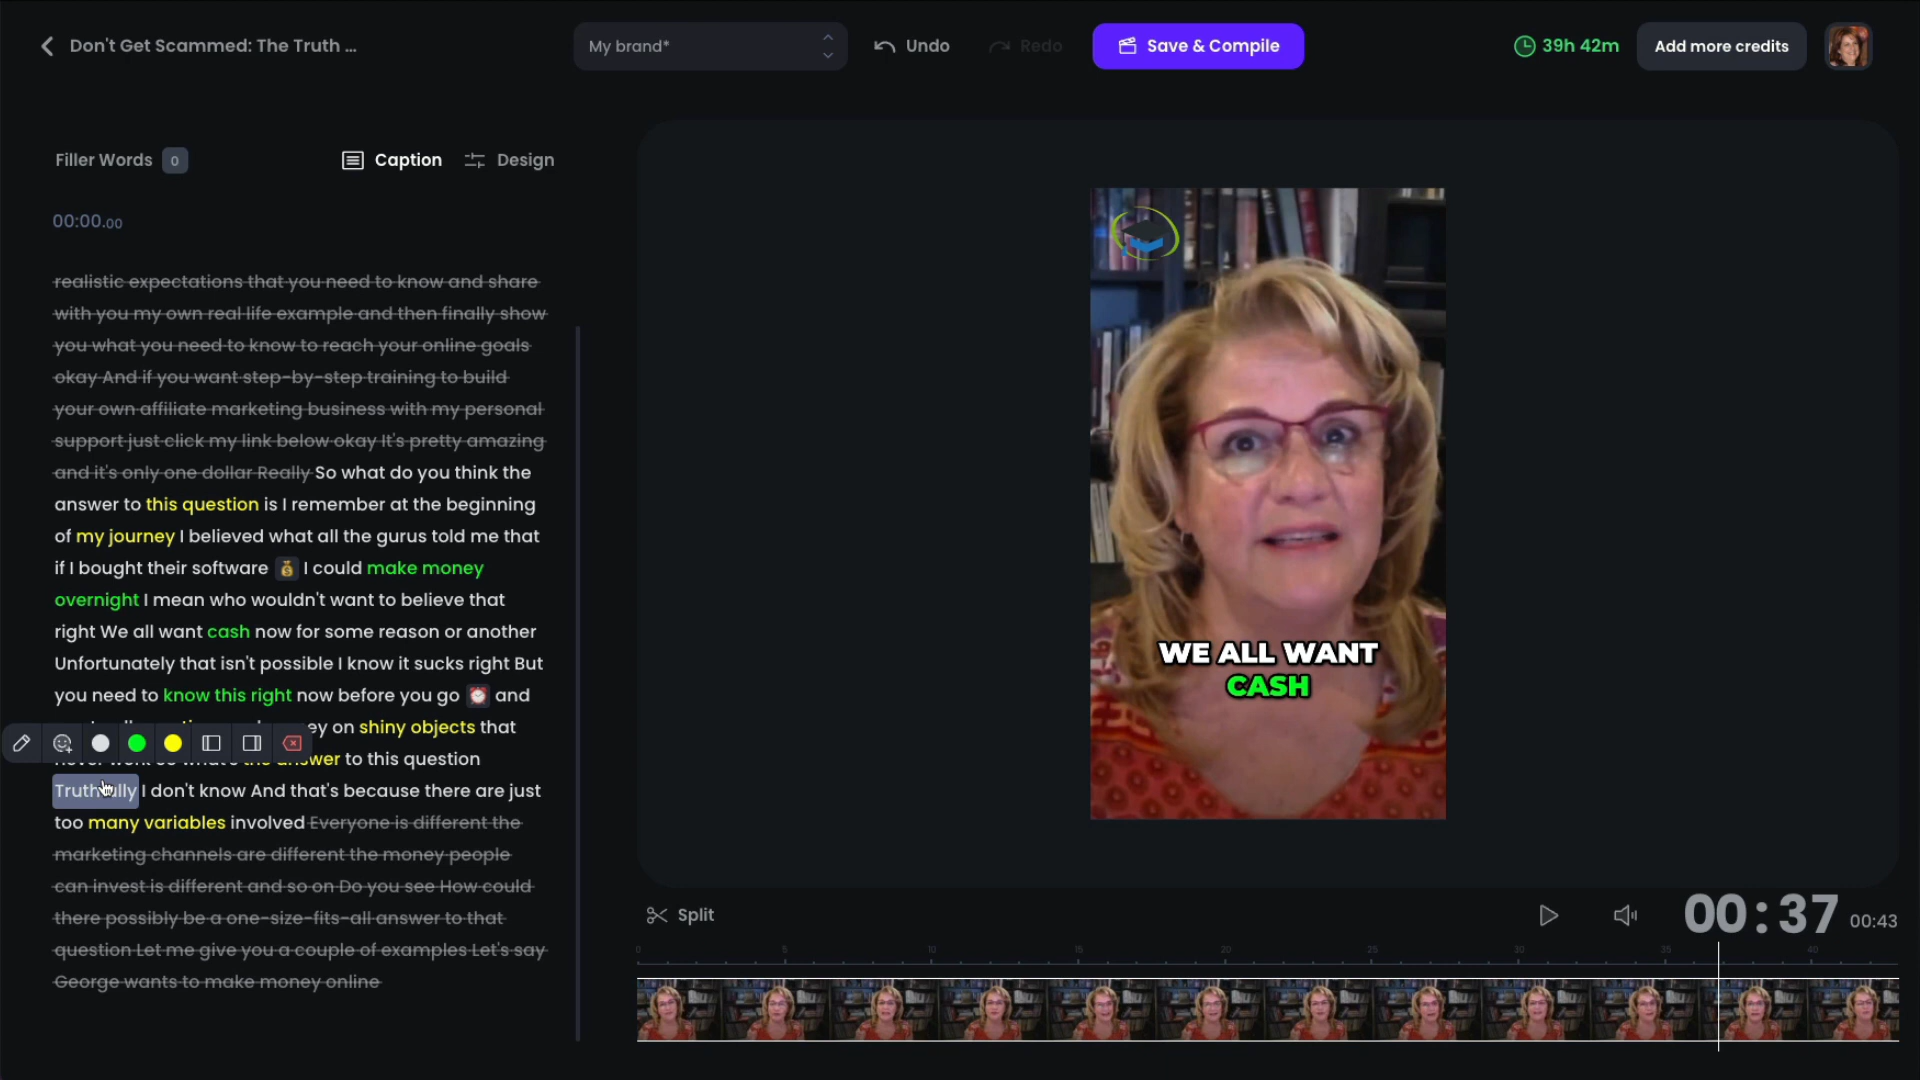 Don't Get Scammed: The Truth ...
My brand*
Undo
Redo
Save & Compile
39h 42m
Add more credits
Filler Words 0
Caption
Design
00:00.00
realistic expectations that you need to know and share
with you my own real life example and then finally show
you what you need to know to reach your online goals
okay And if you want step-by-step training to build
your own affiliate marketing business with my personal
support just click my link below okay It's pretty amazing
and it's only one dollar Really So what do you think the
answer to this question is I remember at the beginning
of my journey I believed what all the gurus told me that
if I bought their software 💰 I could make money
overnight I mean who wouldn't want to believe that
right We all want cash now for some reason or another
Unfortunately that isn't possible I know it sucks right But
you need to know this right now before you go ⏰ and
on shiny objects that
to this question
Truthfully I don't know And that's because there are just
too many variables involved Everyone is different the
marketing channels are different the money people
can invest is different and so on Do you see How could
there possibly be a one-size-fits-all answer to that
question Let me give you a couple of examples Let's say
George wants to make money online
WE ALL WANT
CASH
Split
00:37
00:43
0 5 10 15 20 25 30 35 40